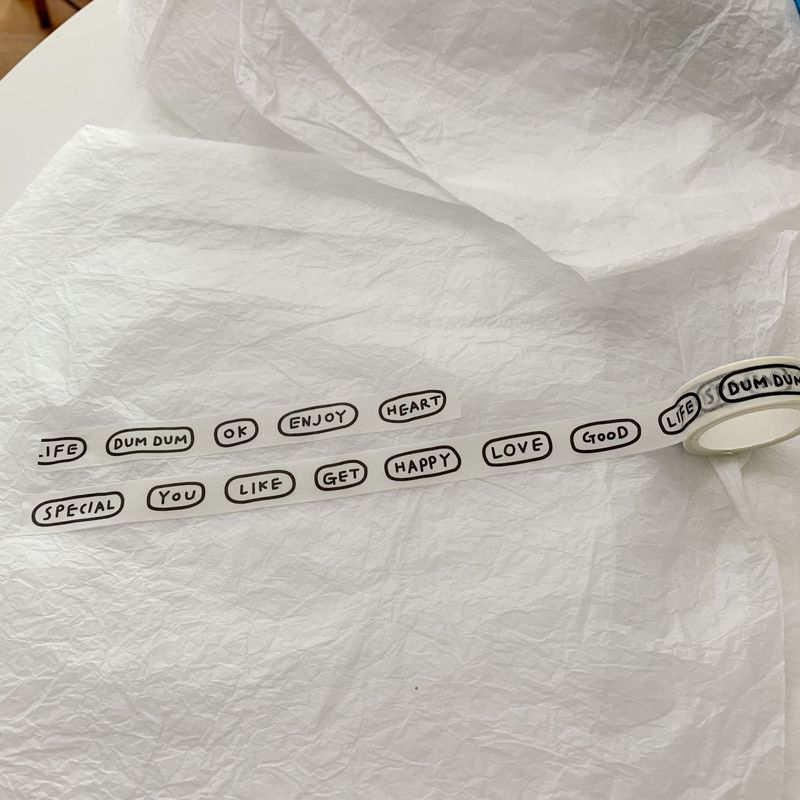 LIFE DUM DUM OK ENJOY HEART
SPECIAL YOU LIKE GET HAPPY LOVE GOOD LIFE DUM DUM